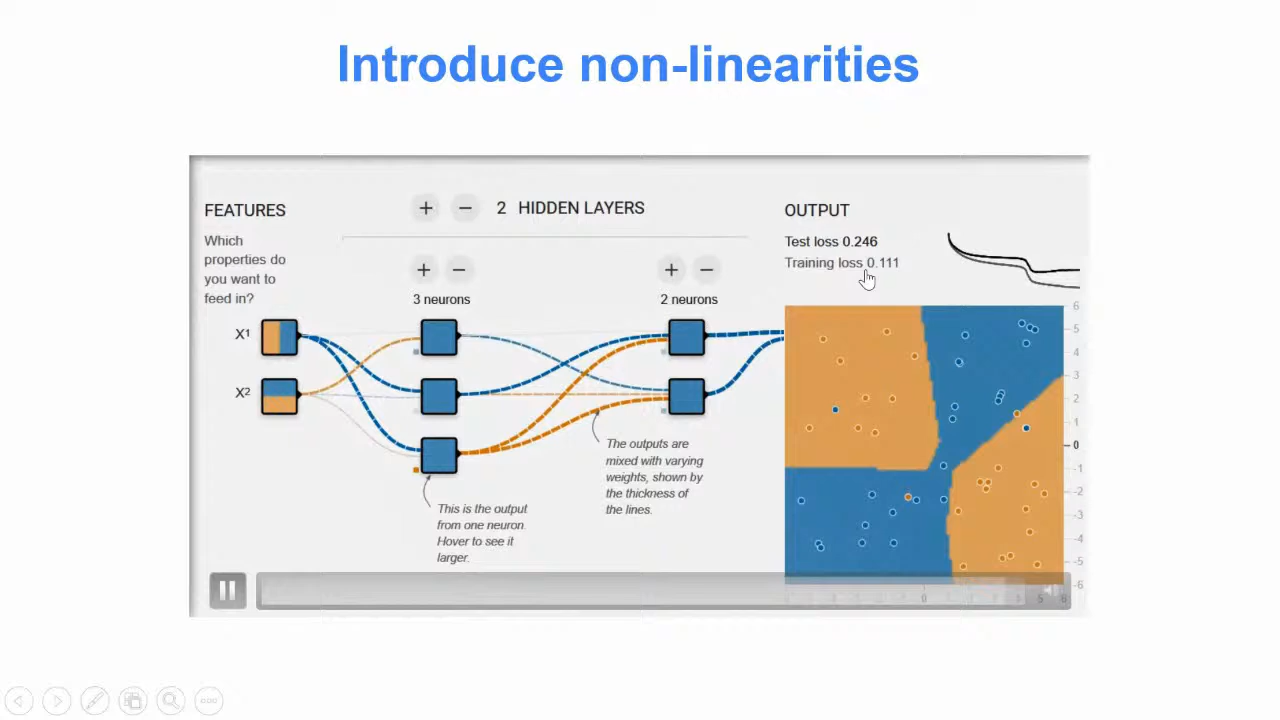 Introduce non-linearities
FEATURES
Which
properties do
you want to
feed in?
X1
X2
+ − 2 HIDDEN LAYERS
+ −
3 neurons
+ −
2 neurons
This is the output
from one neuron.
Hover to see it
larger.
The outputs are
mixed with varying
weights, shown by
the thickness of
the lines.
OUTPUT
Test loss 0.246
Training loss 0.111
6
5
4
3
2
1
0
-1
-2
-3
-4
-5
-6
0
5
6